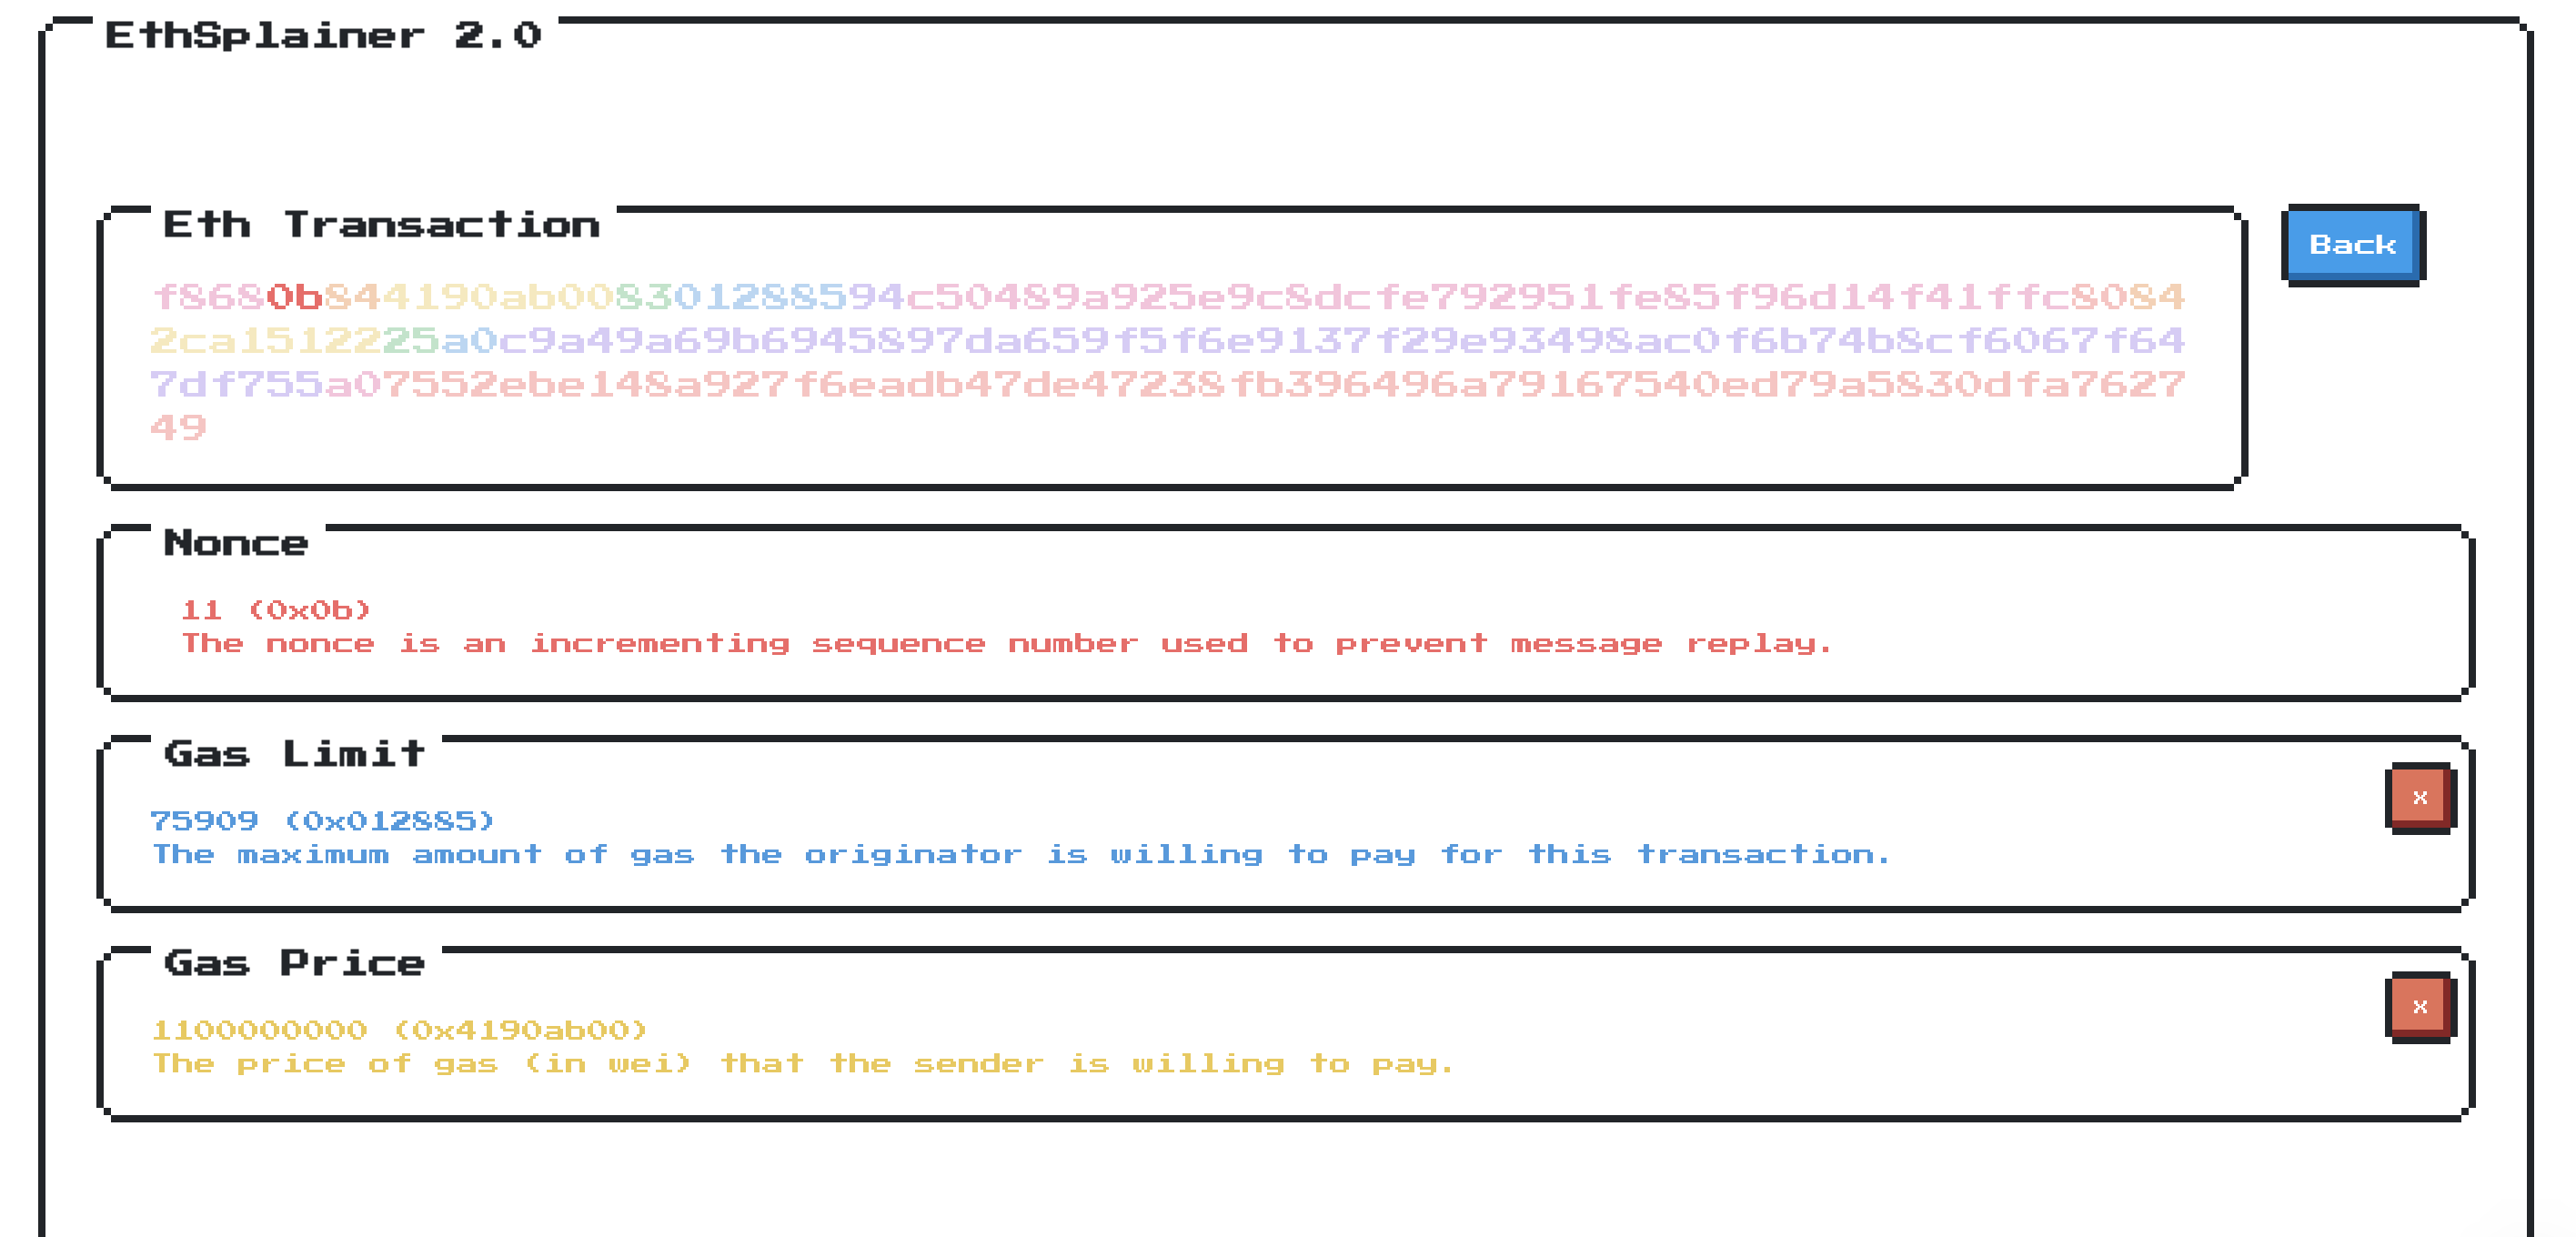 EthSplainer 2.0
Eth Transaction
Back
f8680b844190ab008301288594c50489a925e9c8dcfe792951fe85f96d14f41ffc8084
2ca1512225a0c9a49a69b6945897da659f5f6e9137f29e93498ac0f6b74b8cf6067f64
7df755a07552ebe148a927f6eadb47de47238fb396496a79167540ed79a5830dfa7627
49
Nonce
11 (0x0b)
The nonce is an incrementing sequence number used to prevent message replay.
Gas Limit
x
75909 (0x012885)
The maximum amount of gas the originator is willing to pay for this transaction.
Gas Price
x
1100000000 (0x4190ab00)
The price of gas (in wei) that the sender is willing to pay.